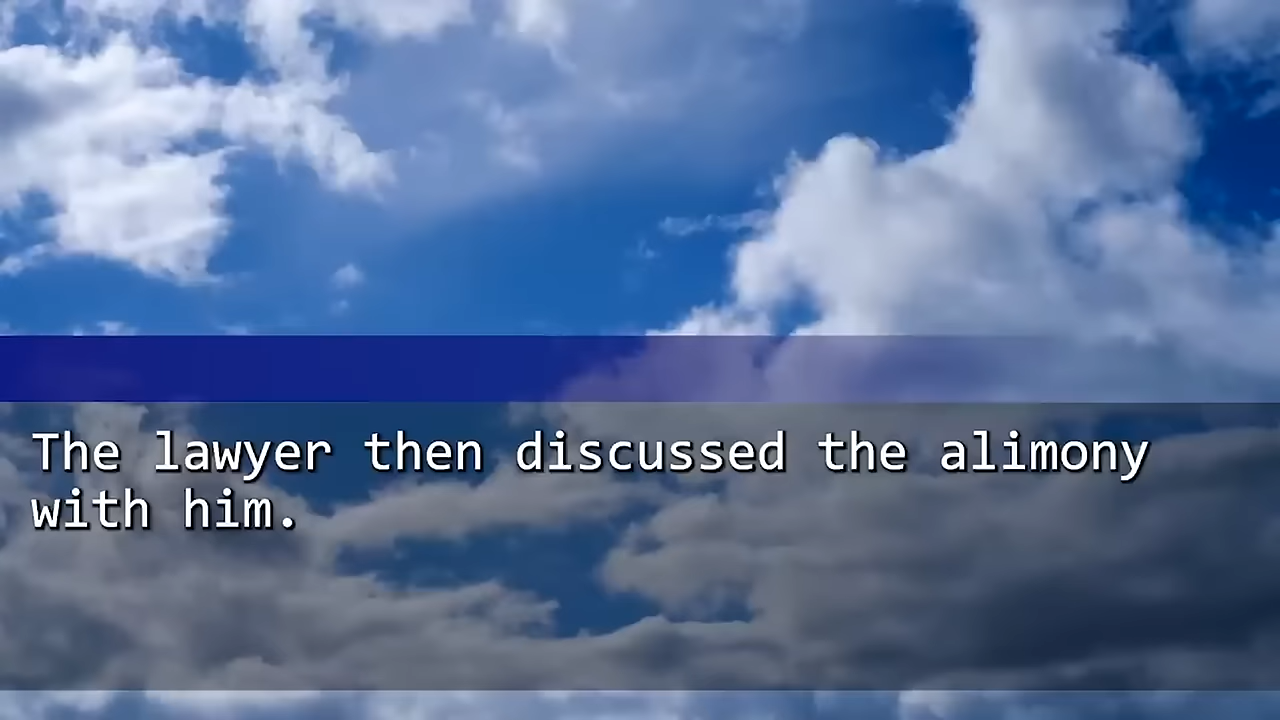 The lawyer then discussed the alimony
with him.